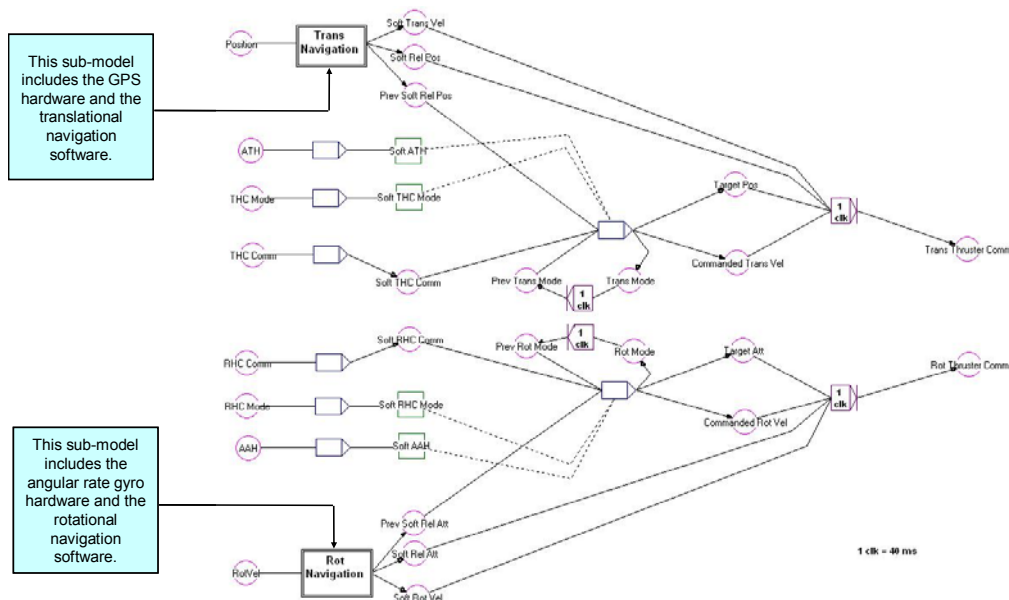 This sub-model
includes the GPS
hardware and the
translational
navigation
software.
Position
Trans
Navigation
Soft Trans Vel
Soft Rel Pos
Prev Soft Rel Pos
ATH
Soft ATH
THC Mode
Soft THC Mode
THC Comm
Soft THC Comm
Target Pos
1
clk
Trans Thruster Comm
Commanded Trans Vel
Prev Trans Mode
Trans Mode
1
clk
1
clk
Prev Rot Mode
Rot Mode
RHC Comm
Soft RHC Comm
Target Att
Rot Thruster Comm
1
clk
RHC Mode
Soft RHC Mode
Commanded Rot Vel
AAH
Soft AAH
This sub-model
includes the
angular rate gyro
hardware and the
rotational
navigation
software.
Prev Soft Rel Att
Soft Rel Att
Soft Rot Vel
RotVel
Rot
Navigation
1 clk = 40 ms